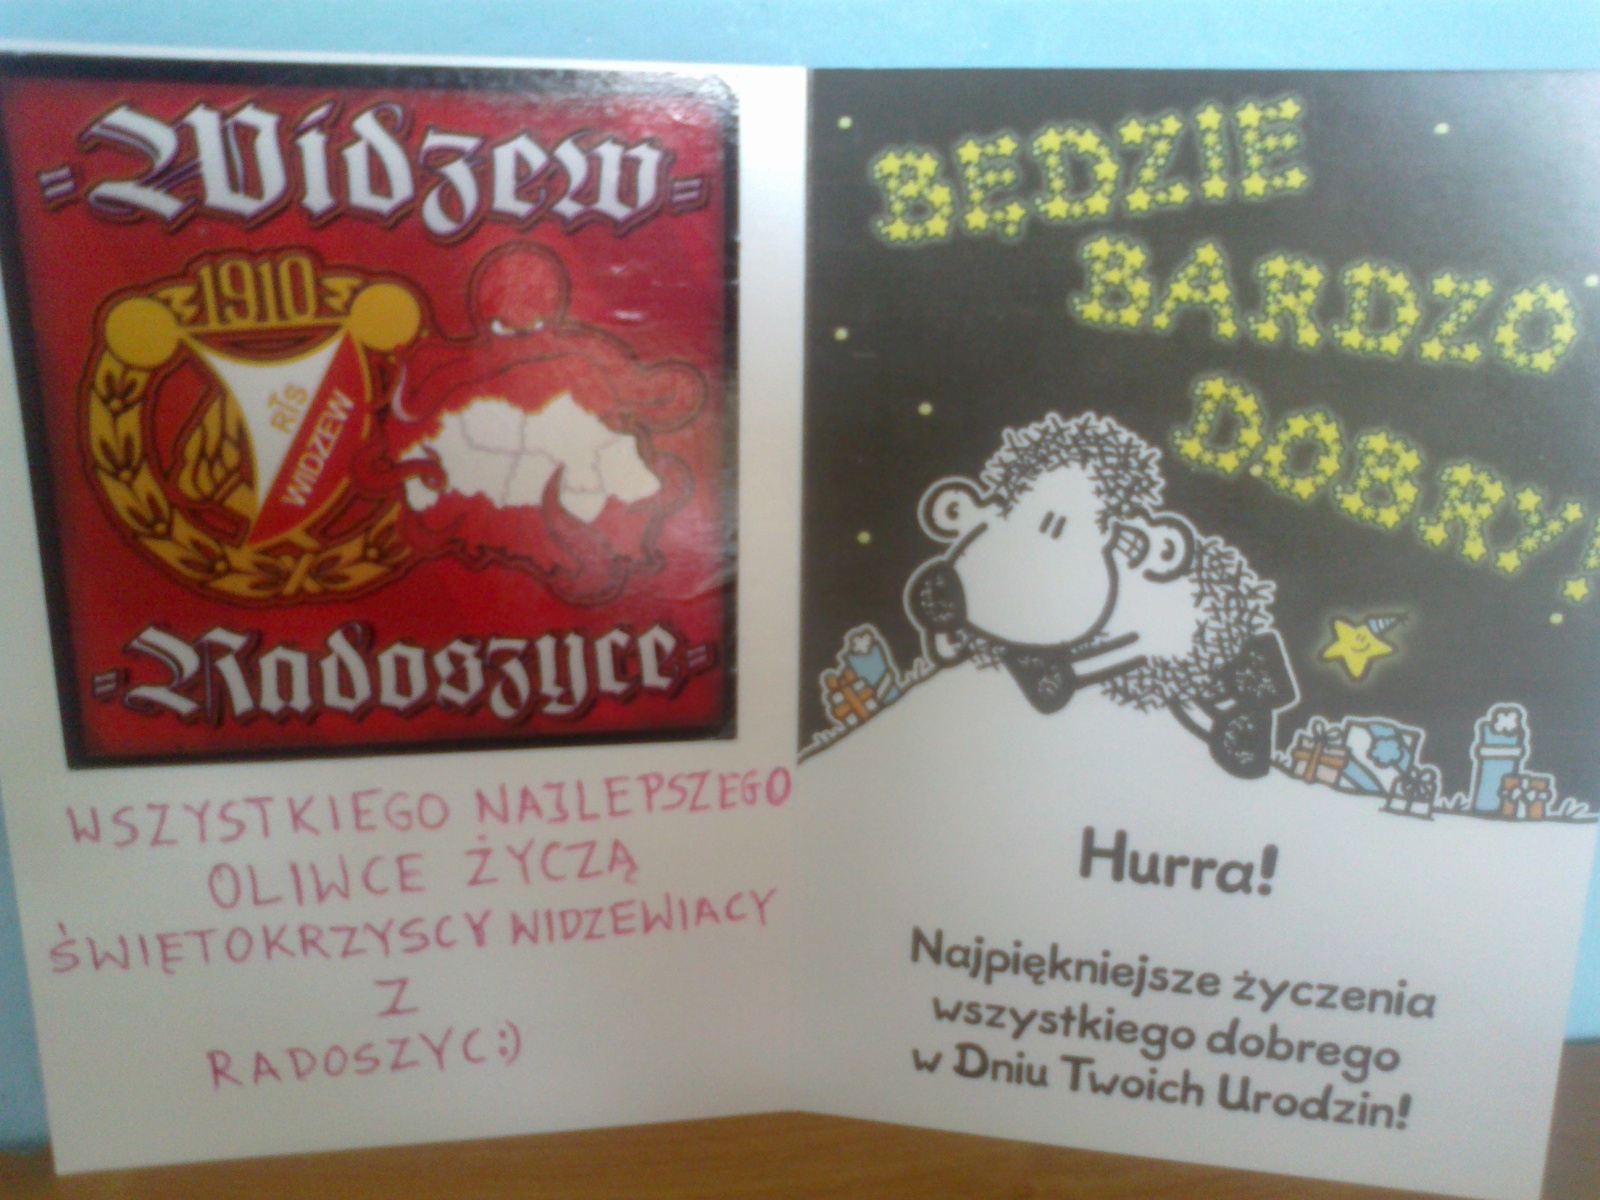 "Widzew"
1910
RTS
WIDZEW
"Radoszyce"
WSZYSTKIEGO NAJLEPSZEGO
OLIWCE ŻYCZĄ
ŚWIĘTOKRZYSCY WIDZEWIACY
Z
RADOSZYC:)
BĘDZIE
BARDZO
DOBRY!
Hurra!
Najpiękniejsze życzenia
wszystkiego dobrego
w Dniu Twoich Urodzin!